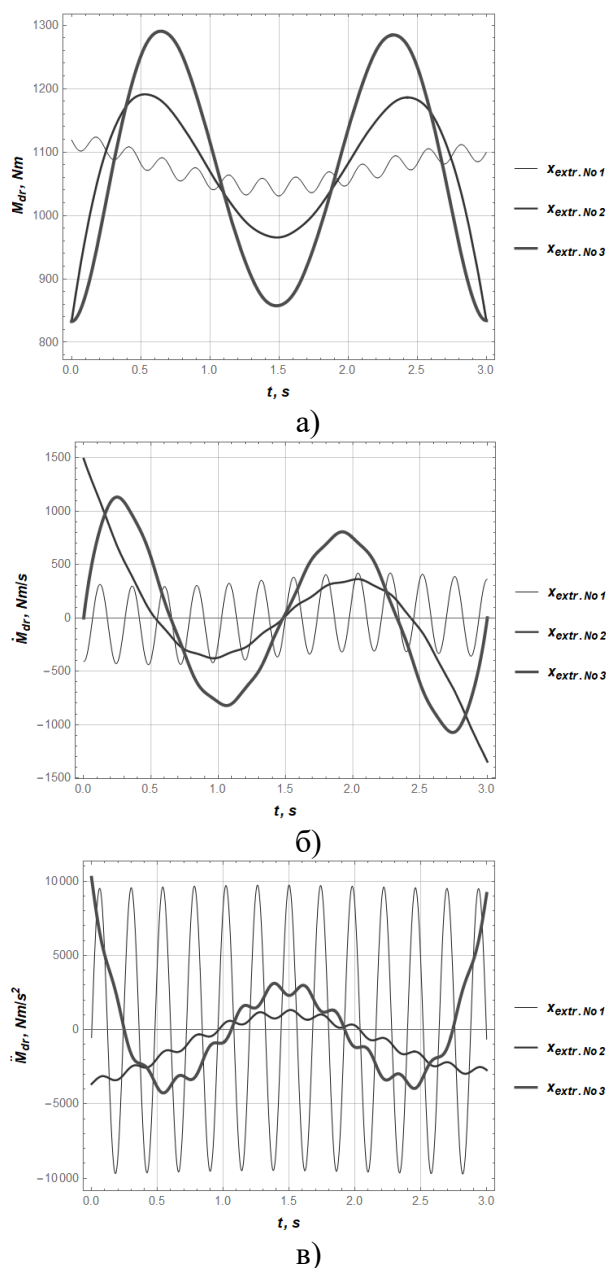 1300
1200
1100
1000
900
800
M_dr, Nm
0.0 0.5 1.0 1.5 2.0 2.5 3.0
t, s
x_extr. No 1
x_extr. No 2
x_extr. No 3
а)
1500
1000
500
0
-500
-1000
-1500
Ṁ_dr, Nm/s
0.0 0.5 1.0 1.5 2.0 2.5 3.0
t, s
x_extr. No 1
x_extr. No 2
x_extr. No 3
б)
10000
5000
0
-5000
-10000
M̈_dr, Nm/s²
0.0 0.5 1.0 1.5 2.0 2.5 3.0
t, s
x_extr. No 1
x_extr. No 2
x_extr. No 3
в)